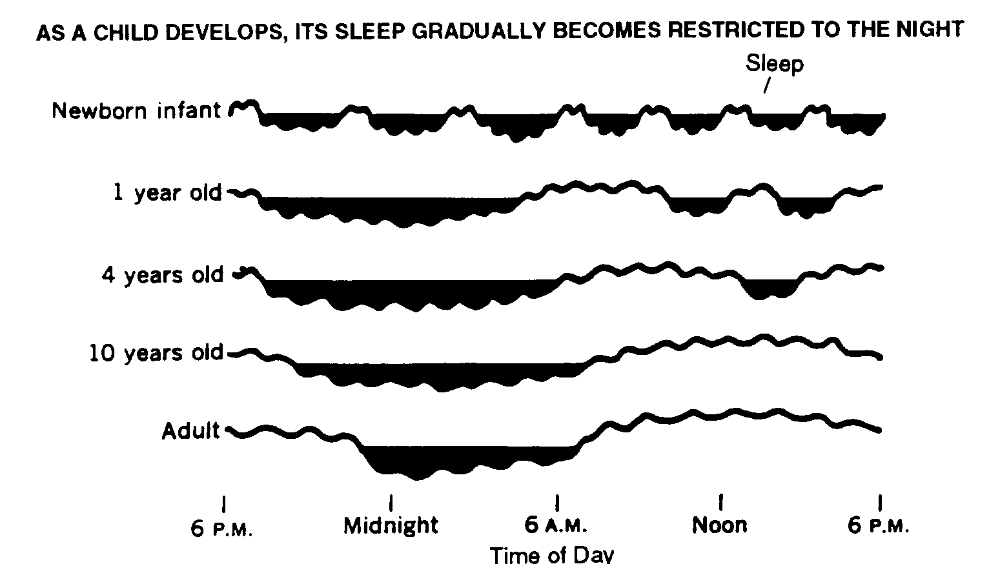 AS A CHILD DEVELOPS, ITS SLEEP GRADUALLY BECOMES RESTRICTED TO THE NIGHT
Sleep
Newborn infant
1 year old
4 years old
10 years old
Adult
6 P.M. Midnight 6 A.M. Noon 6 P.M.
Time of Day